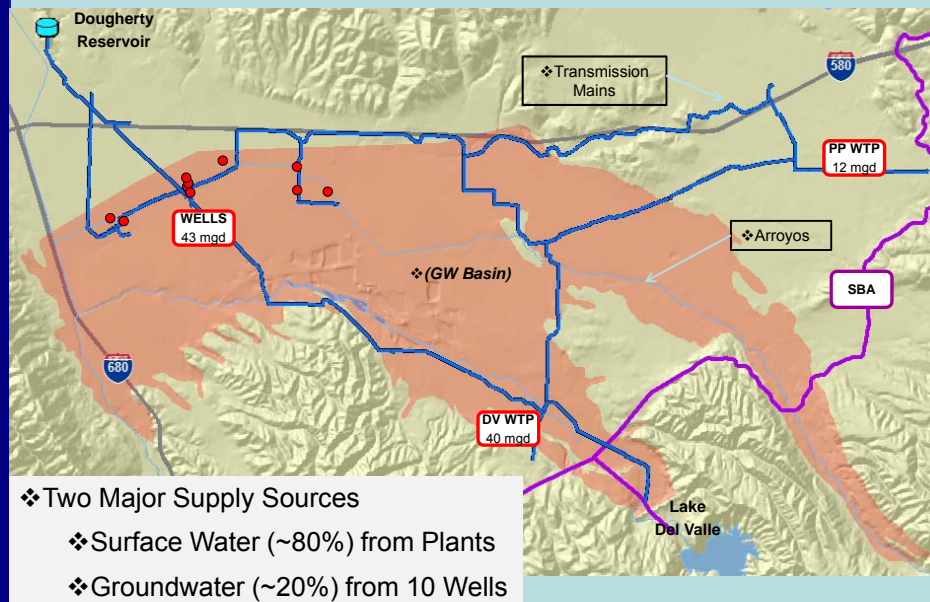 Dougherty
Reservoir
❖Transmission
Mains
580
PP WTP
12 mgd
WELLS
43 mgd
❖Arroyos
❖(GW Basin)
SBA
680
DV WTP
40 mgd
Lake
Del Valle
❖Two Major Supply Sources
❖Surface Water (~80%) from Plants
❖Groundwater (~20%) from 10 Wells